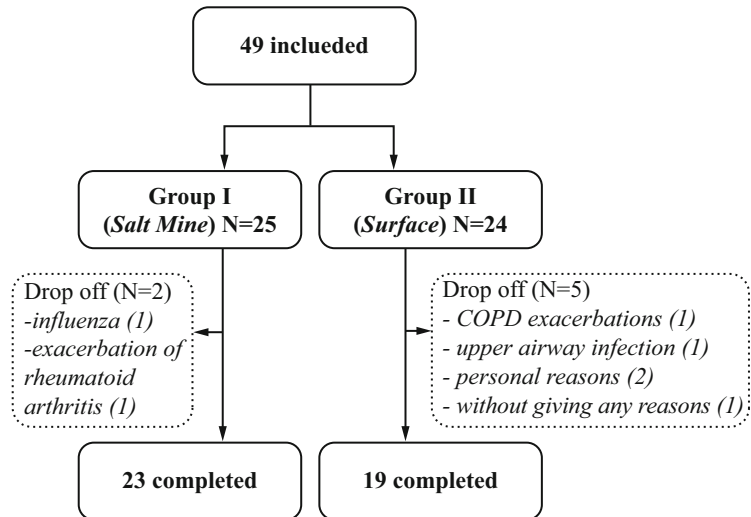 49 inclueded
Group I
(Salt Mine) N=25
Group II
(Surface) N=24
Drop off (N=2)
-influenza (1)
-exacerbation of
rheumatoid
arthritis (1)
Drop off (N=5)
- COPD exacerbations (1)
- upper airway infection (1)
- personal reasons (2)
- without giving any reasons (1)
23 completed
19 completed